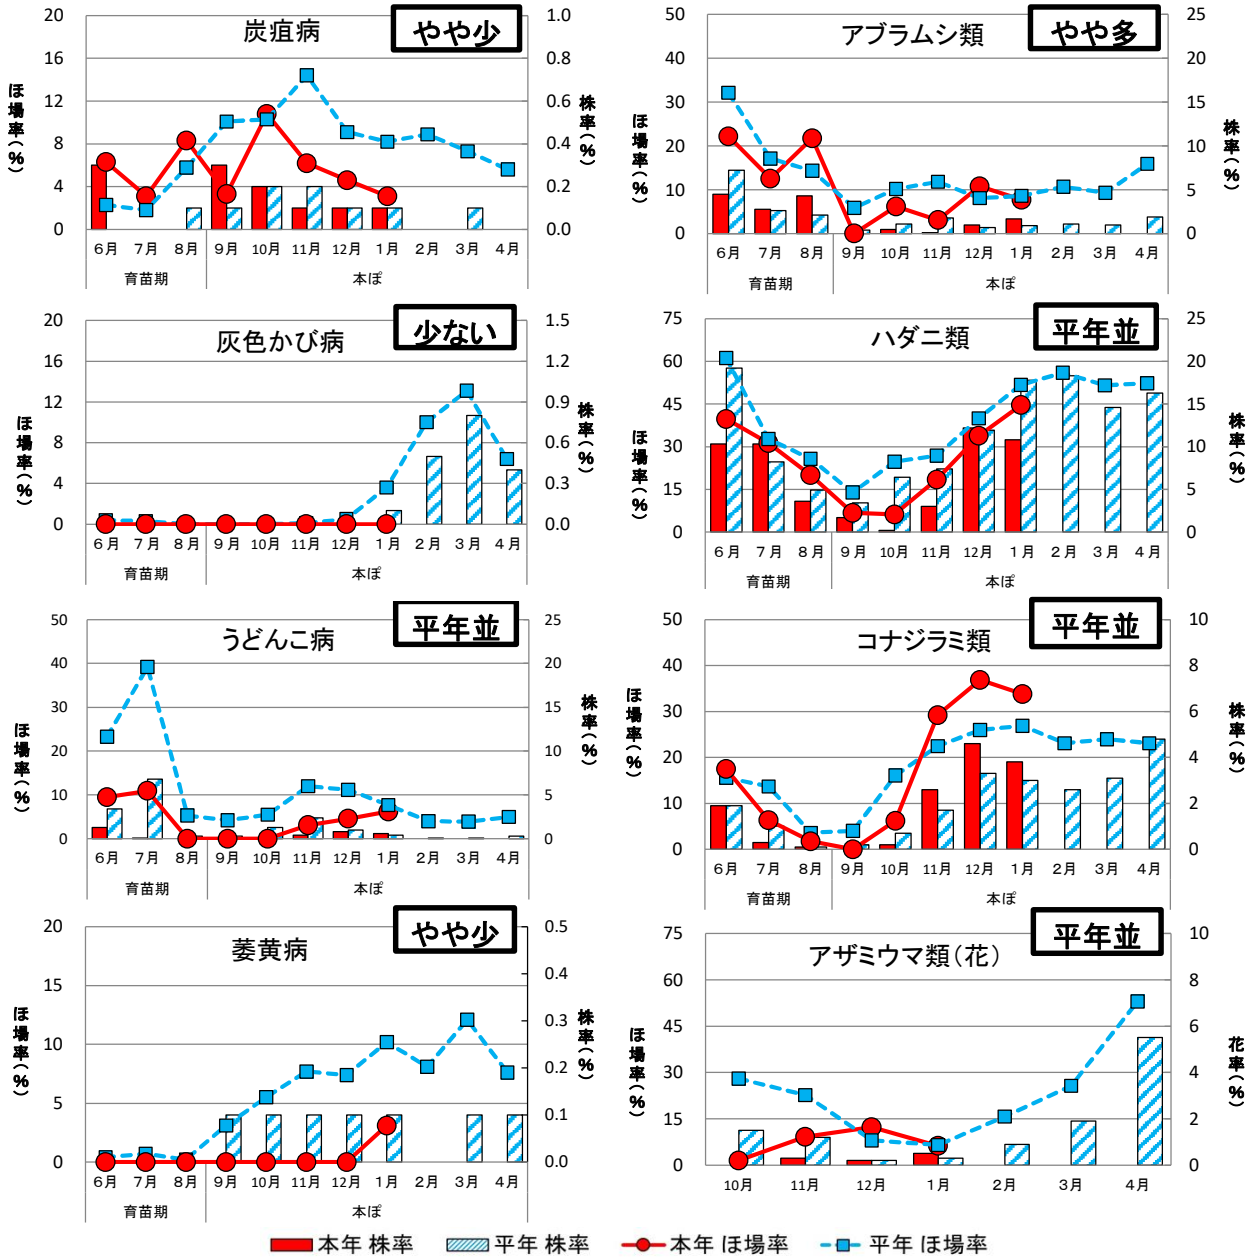 炭疽病
やや少
ほ場率(%)
株率(%)
20
16
12
8
4
0
1.0
0.8
0.6
0.4
0.2
0.0
6月 7月 8月 9月 10月 11月 12月 1月 2月 3月 4月
育苗期 本ぽ
アブラムシ類
やや多
ほ場率(%)
株率(%)
50
40
30
20
10
0
25
20
15
10
5
0
6月 7月 8月 9月 10月 11月 12月 1月 2月 3月 4月
育苗期 本ぽ
灰色かび病
少ない
ほ場率(%)
株率(%)
20
16
12
8
4
0
1.5
1.2
0.9
0.6
0.3
0.0
6月 7月 8月 9月 10月 11月 12月 1月 2月 3月 4月
育苗期 本ぽ
ハダニ類
平年並
ほ場率(%)
株率(%)
75
60
45
30
15
0
25
20
15
10
5
0
6月 7月 8月 9月 10月 11月 12月 1月 2月 3月 4月
育苗期 本ぽ
うどんこ病
平年並
ほ場率(%)
株率(%)
50
40
30
20
10
0
25
20
15
10
5
0
6月 7月 8月 9月 10月 11月 12月 1月 2月 3月 4月
育苗期 本ぽ
コナジラミ類
平年並
ほ場率(%)
株率(%)
50
40
30
20
10
0
10
8
6
4
2
0
6月 7月 8月 9月 10月 11月 12月 1月 2月 3月 4月
育苗期 本ぽ
萎黄病
やや少
ほ場率(%)
株率(%)
20
15
10
5
0
0.5
0.4
0.3
0.2
0.1
0.0
6月 7月 8月 9月 10月 11月 12月 1月 2月 3月 4月
育苗期 本ぽ
アザミウマ類(花)
平年並
ほ場率(%)
花率(%)
75
60
45
30
15
0
10
8
6
4
2
0
10月 11月 12月 1月 2月 3月 4月
本年 株率 平年 株率 本年 ほ場率 平年 ほ場率